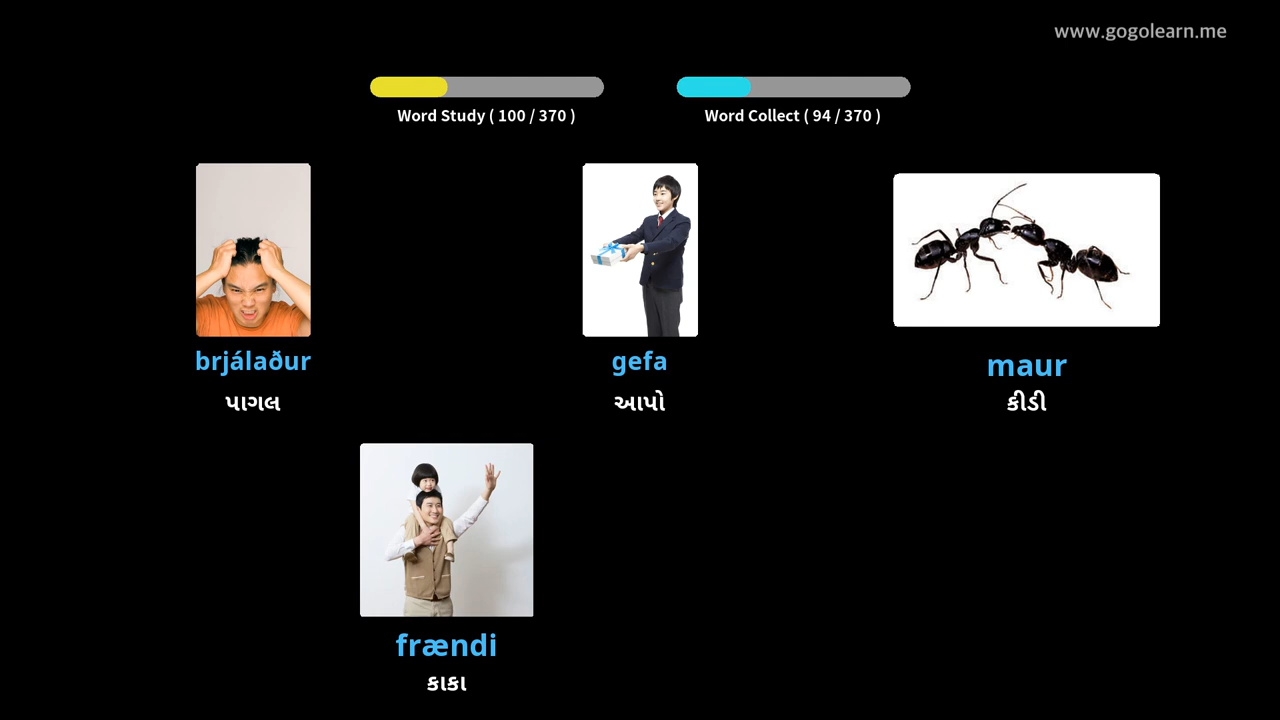 www.gogolearn.me
Word Study ( 100 / 370 )
Word Collect ( 94 / 370 )
brjálaður
પાગલ
gefa
આપો
maur
કીડી
frændi
કાકા